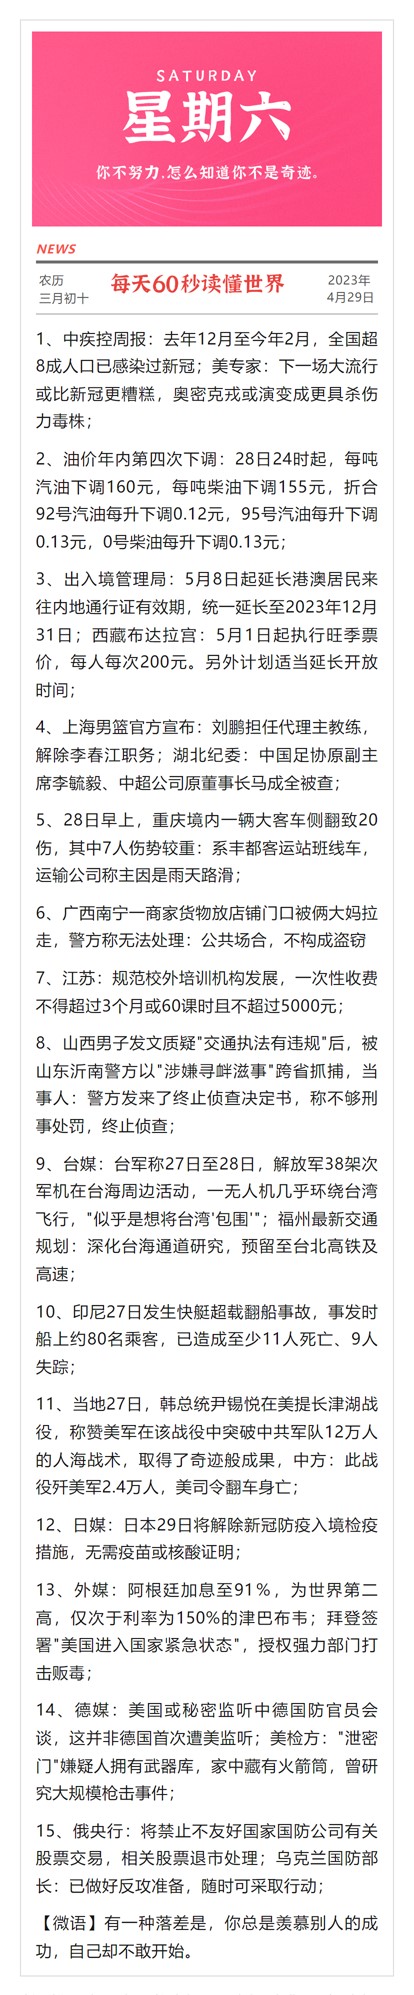 SATURDAY
星期六
你不努力,怎么知道你不是奇迹。
NEWS
农历
三月初十
每天60秒读懂世界
2023年
4月29日
1、中疾控周报：去年12月至今年2月，全国超
8成人口已感染过新冠；美专家：下一场大流行
或比新冠更糟糕，奥密克戎或演变成更具杀伤
力毒株；
2、油价年内第四次下调：28日24时起，每吨
汽油下调160元，每吨柴油下调155元，折合
92号汽油每升下调0.12元，95号汽油每升下调
0.13元，0号柴油每升下调0.13元；
3、出入境管理局：5月8日起延长港澳居民来
往内地通行证有效期，统一延长至2023年12月
31日；西藏布达拉宫：5月1日起执行旺季票
价，每人每次200元。另外计划适当延长开放
时间；
4、上海男篮官方宣布：刘鹏担任代理主教练，
解除李春江职务；湖北纪委：中国足协原副主
席李毓毅、中超公司原董事长马成全被查；
5、28日早上，重庆境内一辆大客车侧翻致20
伤，其中7人伤势较重：系丰都客运站班线车，
运输公司称主因是雨天路滑；
6、广西南宁一商家货物放店铺门口被俩大妈拉
走，警方称无法处理：公共场合，不构成盗窃
7、江苏：规范校外培训机构发展，一次性收费
不得超过3个月或60课时且不超过5000元；
8、山西男子发文质疑"交通执法有违规"后，被
山东沂南警方以"涉嫌寻衅滋事"跨省抓捕，当
事人：警方发来了终止侦查决定书，称不够刑
事处罚，终止侦查；
9、台媒：台军称27日至28日，解放军38架次
军机在台海周边活动，一无人机几乎环绕台湾
飞行，"似乎是想将台湾'包围'"；福州最新交通
规划：深化台海通道研究，预留至台北高铁及
高速；
10、印尼27日发生快艇超载翻船事故，事发时
船上约80名乘客，已造成至少11人死亡、9人
失踪；
11、当地27日，韩总统尹锡悦在美提长津湖战
役，称赞美军在该战役中突破中共军队12万人
的人海战术，取得了奇迹般成果，中方：此战
役歼美军2.4万人，美司令翻车身亡；
12、日媒：日本29日将解除新冠防疫入境检疫
措施，无需疫苗或核酸证明；
13、外媒：阿根廷加息至91%，为世界第二
高，仅次于利率为150%的津巴布韦；拜登签
署"美国进入国家紧急状态"，授权强力部门打
击贩毒；
14、德媒：美国或秘密监听中德国防官员会
谈，这并非德国首次遭美监听；美检方："泄密
门"嫌疑人拥有武器库，家中藏有火箭筒，曾研
究大规模枪击事件；
15、俄央行：将禁止不友好国家国防公司有关
股票交易，相关股票退市处理；乌克兰国防部
长：已做好反攻准备，随时可采取行动；
【微语】有一种落差是，你总是羡慕别人的成
功，自己却不敢开始。